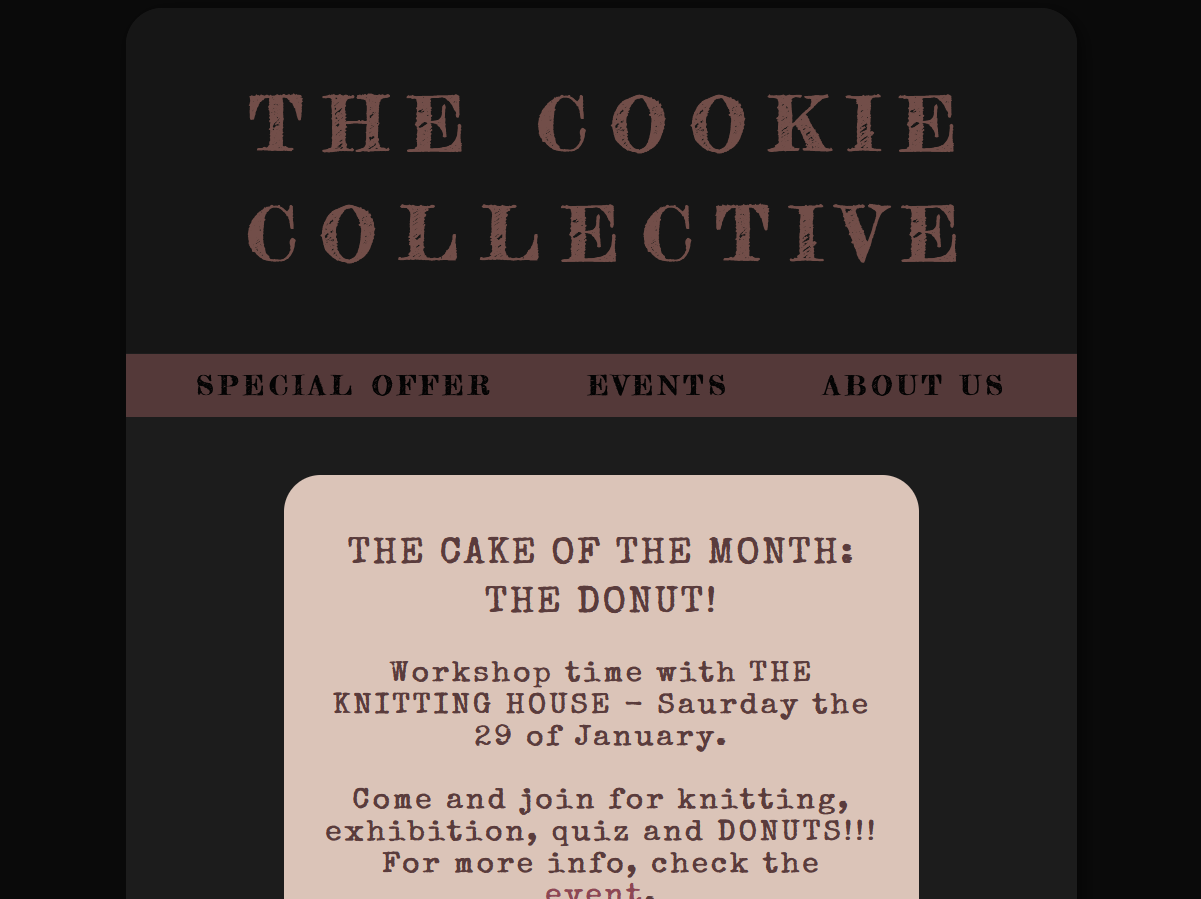 THE COOKIE
COLLECTIVE
SPECIAL OFFER EVENTS ABOUT US
THE CAKE OF THE MONTH:
THE DONUT!
Workshop time with THE
KNITTING HOUSE - Saurday the
29 of January.
Come and join for knitting,
exhibition, quiz and DONUTS!!!
For more info, check the
event.